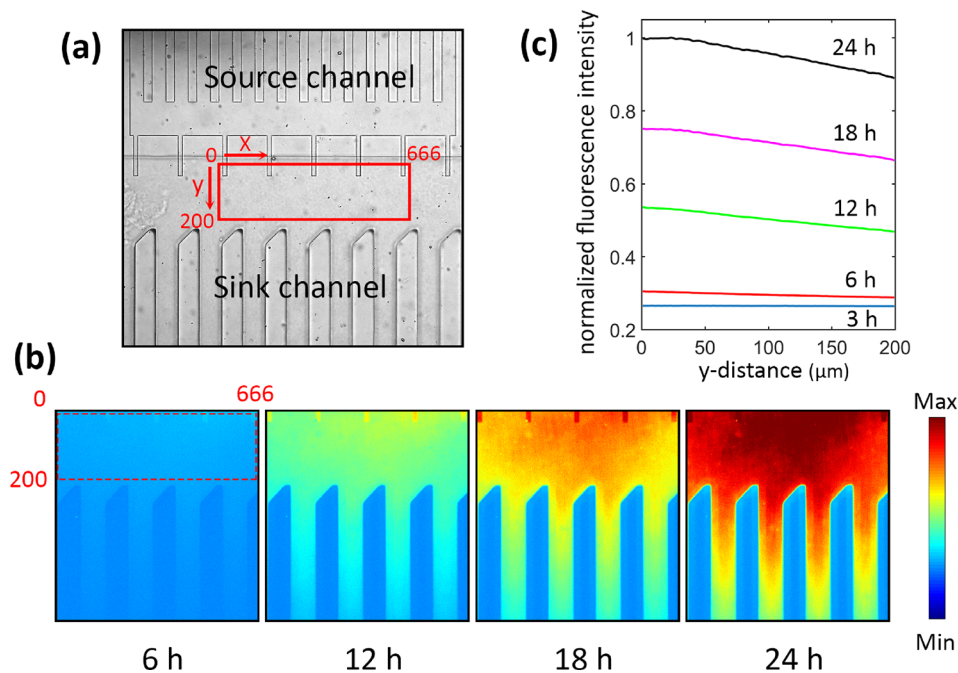 (a)
Source channel
0
X
666
y
200
Sink channel
(c)
normalized fluorescence intensity
1
0.8
0.6
0.4
0.2
24 h
18 h
12 h
6 h
3 h
0
50
100
150
200
y-distance (μm)
(b)
0
666
200
6 h
12 h
18 h
24 h
Max
Min